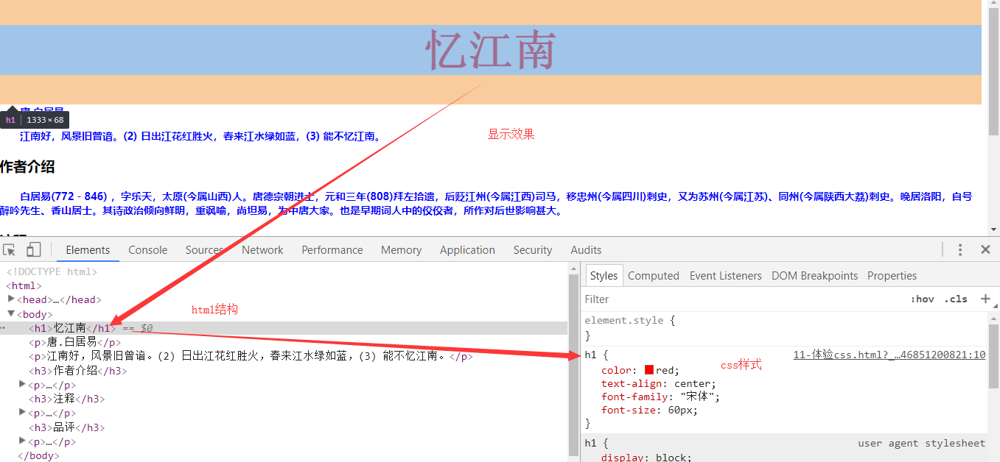 忆江南
唐.白居易
h1 | 1333×68
江南好，风景旧曾谙。(2) 日出江花红胜火，春来江水绿如蓝，(3) 能不忆江南。
显示效果
作者介绍
白居易(772 - 846) ，字乐天，太原(今属山西)人。唐德宗朝进士，元和三年(808)拜左拾遗，后贬江州(今属江西)司马，移忠州(今属四川)刺史，又为苏州(今属江苏)、同州(今属陕西大荔)刺史。晚居洛阳，自号
醉吟先生、香山居士。其诗政治倾向鲜明，重讽喻，尚坦易，为中唐大家。也是早期词人中的佼佼者，所作对后世影响甚大。
Elements Console Sources Network Performance Memory Application Security Audits
<!DOCTYPE html>
<html>
<head>…</head>
<body>
html结构
<h1>忆江南</h1> == $0
<p>唐.白居易</p>
<p>江南好，风景旧曾谙。(2) 日出江花红胜火，春来江水绿如蓝，(3) 能不忆江南。</p>
<h3>作者介绍</h3>
<p>…</p>
<h3>注释</h3>
<p>…</p>
<h3>品评</h3>
<p>…</p>
</body>
Styles Computed Event Listeners DOM Breakpoints Properties
Filter :hov .cls +
element.style {
}
h1 { 11-体验css.html?_…46851200821:10
color: red;
css样式
text-align: center;
font-family: "宋体";
font-size: 60px;
}
h1 { user agent stylesheet
display: block;